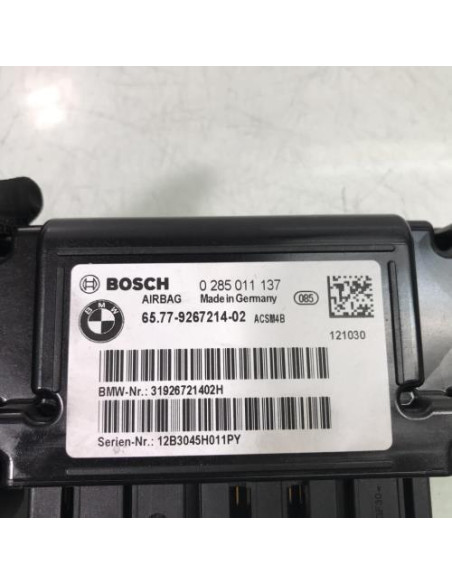 BOSCH 0 285 011 137
AIRBAG Made in Germany 085
BMW 65.77-9267214-02 ACSM4B
121030
BMW-Nr.: 31926721402H
Serien-Nr.: 12B3045H011PY